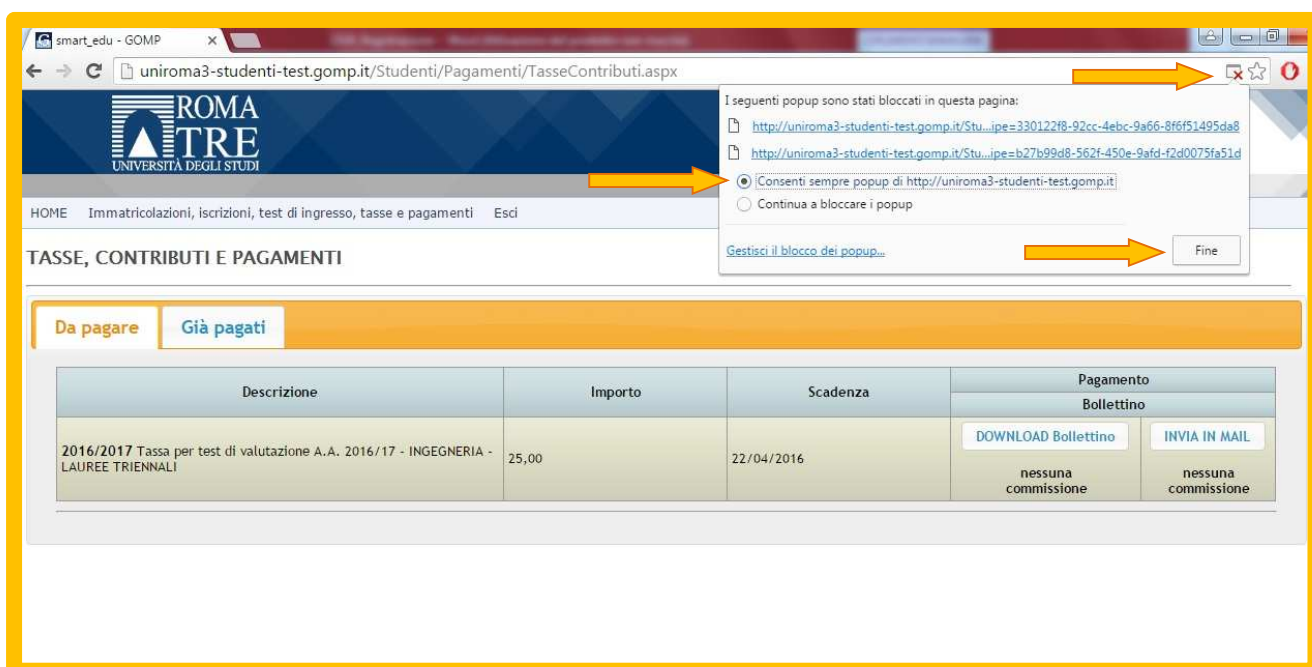 smart_edu - GOMP
uniroma3-studenti-test.gomp.it/Studenti/Pagamenti/TasseContributi.aspx
ROMA
TRE
UNIVERSITÀ DEGLI STUDI
I seguenti popup sono stati bloccati in questa pagina:
http://uniroma3-studenti-test.gomp.it/Stu...ipe=330122f8-92cc-4ebc-9a66-8f6f51495da8
http://uniroma3-studenti-test.gomp.it/Stu...ipe=b27b99d8-562f-450e-9afd-f2d0075fa51d
Consenti sempre popup di http://uniroma3-studenti-test.gomp.it
Continua a bloccare i popup
Gestisci il blocco dei popup... Fine
HOME Immatricolazioni, iscrizioni, test di ingresso, tasse e pagamenti Esci
TASSE, CONTRIBUTI E PAGAMENTI
Da pagare Già pagati
Descrizione Importo Scadenza Pagamento
Bollettino
2016/2017 Tassa per test di valutazione A.A. 2016/17 - INGEGNERIA -
LAUREE TRIENNALI
25,00 22/04/2016
DOWNLOAD Bollettino INVIA IN MAIL
nessuna nessuna
commissione commissione